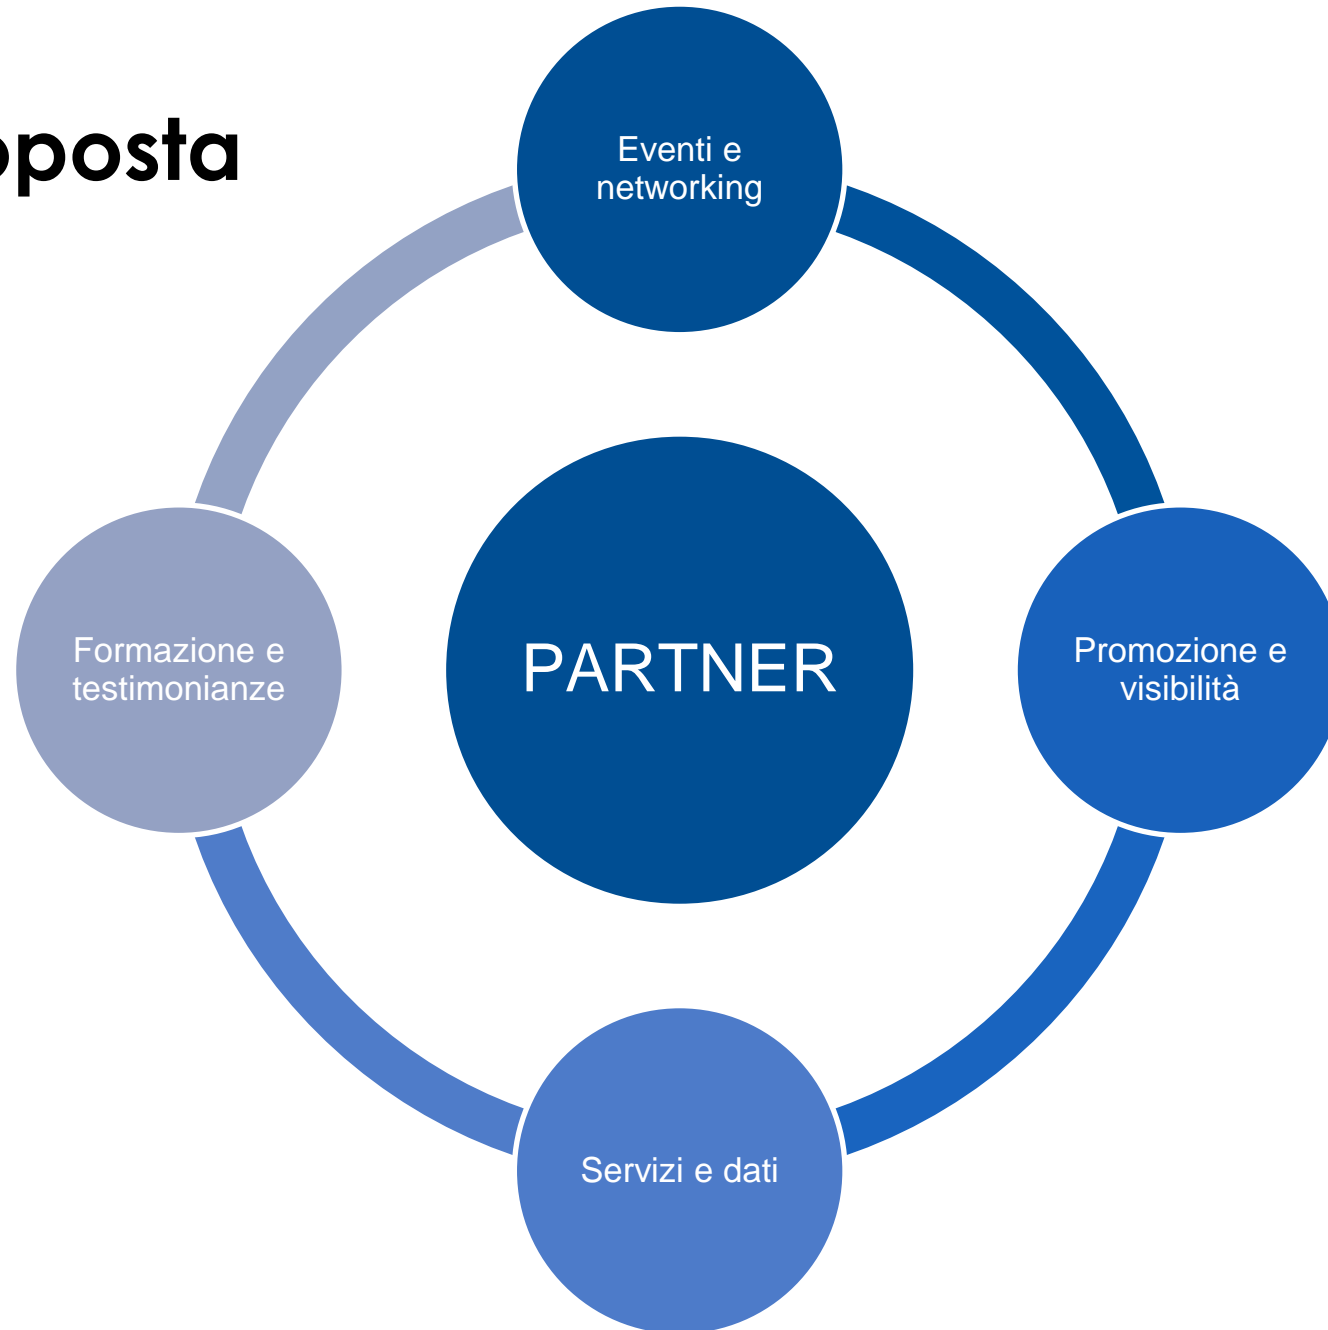 oposta
Eventi e
networking
PARTNER
Formazione e
testimonianze
Promozione e
visibilità
Servizi e dati